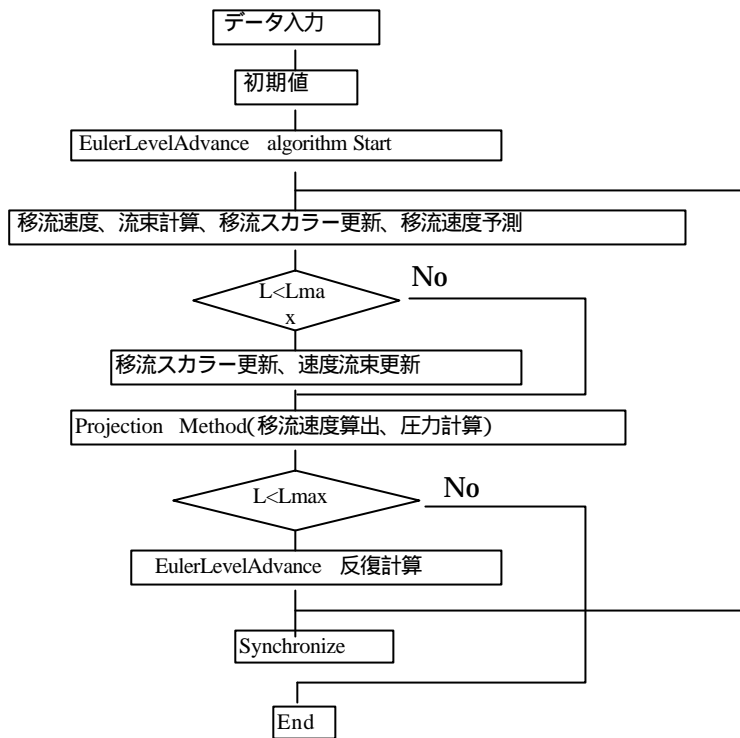 データ入力
初期値
EulerLevelAdvance algorithm Start
移流速度、流束計算、移流スカラー更新、移流速度予測
No
L<Lma
x
移流スカラー更新、速度流束更新
Projection Method(移流速度算出、圧力計算)
No
L<Lmax
EulerLevelAdvance 反復計算
Synchronize
End